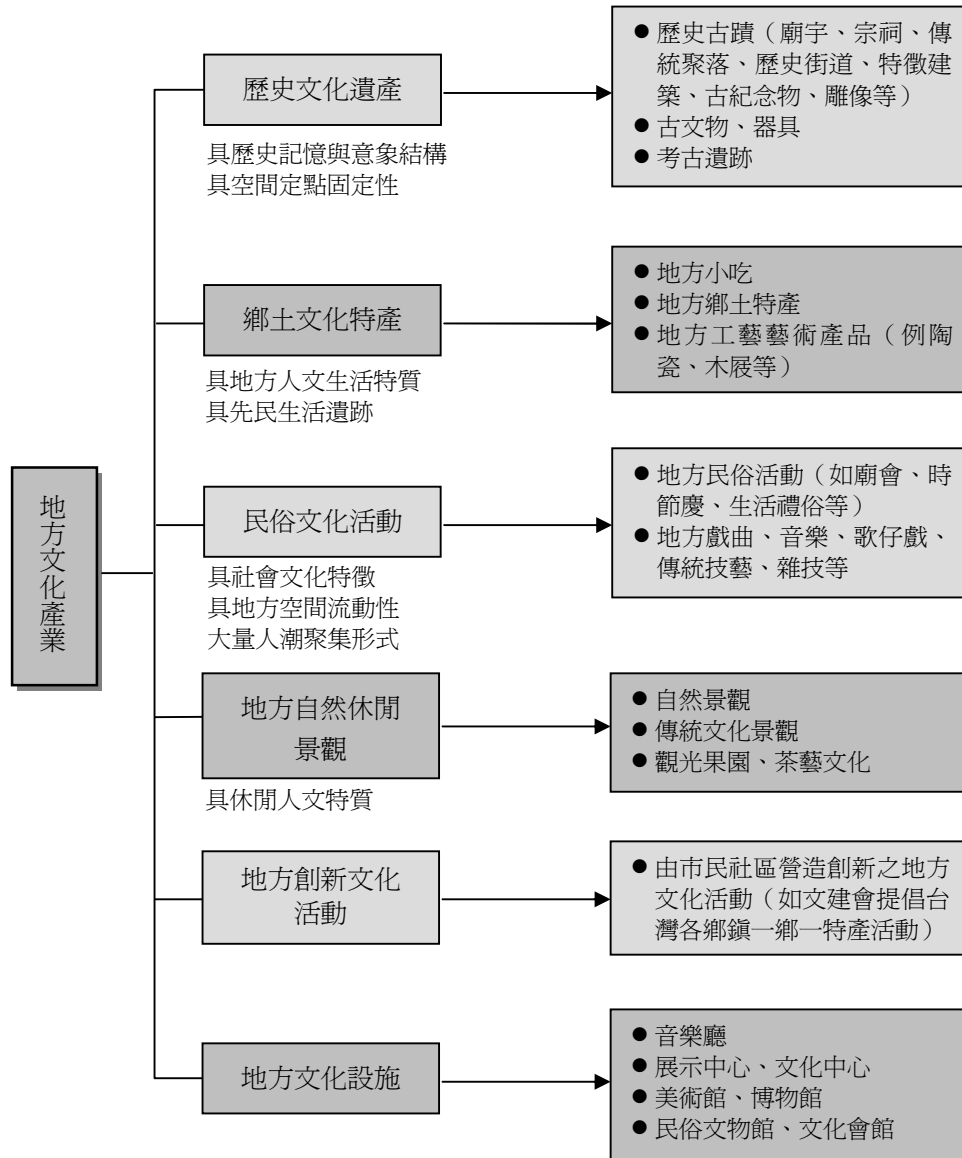 歷史文化遺產
具歷史記憶與意象結構
具空間定點固定性
● 歷史古蹟（廟宇、宗祠、傳
統聚落、歷史街道、特徵建
築、古紀念物、雕像等）
● 古文物、器具
● 考古遺跡
鄉土文化特產
具地方人文生活特質
具先民生活遺跡
● 地方小吃
● 地方鄉土特產
● 地方工藝藝術產品（例陶
瓷、木屐等）
地方文化產業
民俗文化活動
具社會文化特徵
具地方空間流動性
大量人潮聚集形式
● 地方民俗活動（如廟會、時
節慶、生活禮俗等）
● 地方戲曲、音樂、歌仔戲、
傳統技藝、雜技等
地方自然休閒
景觀
具休閒人文特質
● 自然景觀
● 傳統文化景觀
● 觀光果園、茶藝文化
地方創新文化
活動
● 由市民社區營造創新之地方
文化活動（如文建會提倡台
灣各鄉鎮一鄉一特產活動）
地方文化設施
● 音樂廳
● 展示中心、文化中心
● 美術館、博物館
● 民俗文物館、文化會館